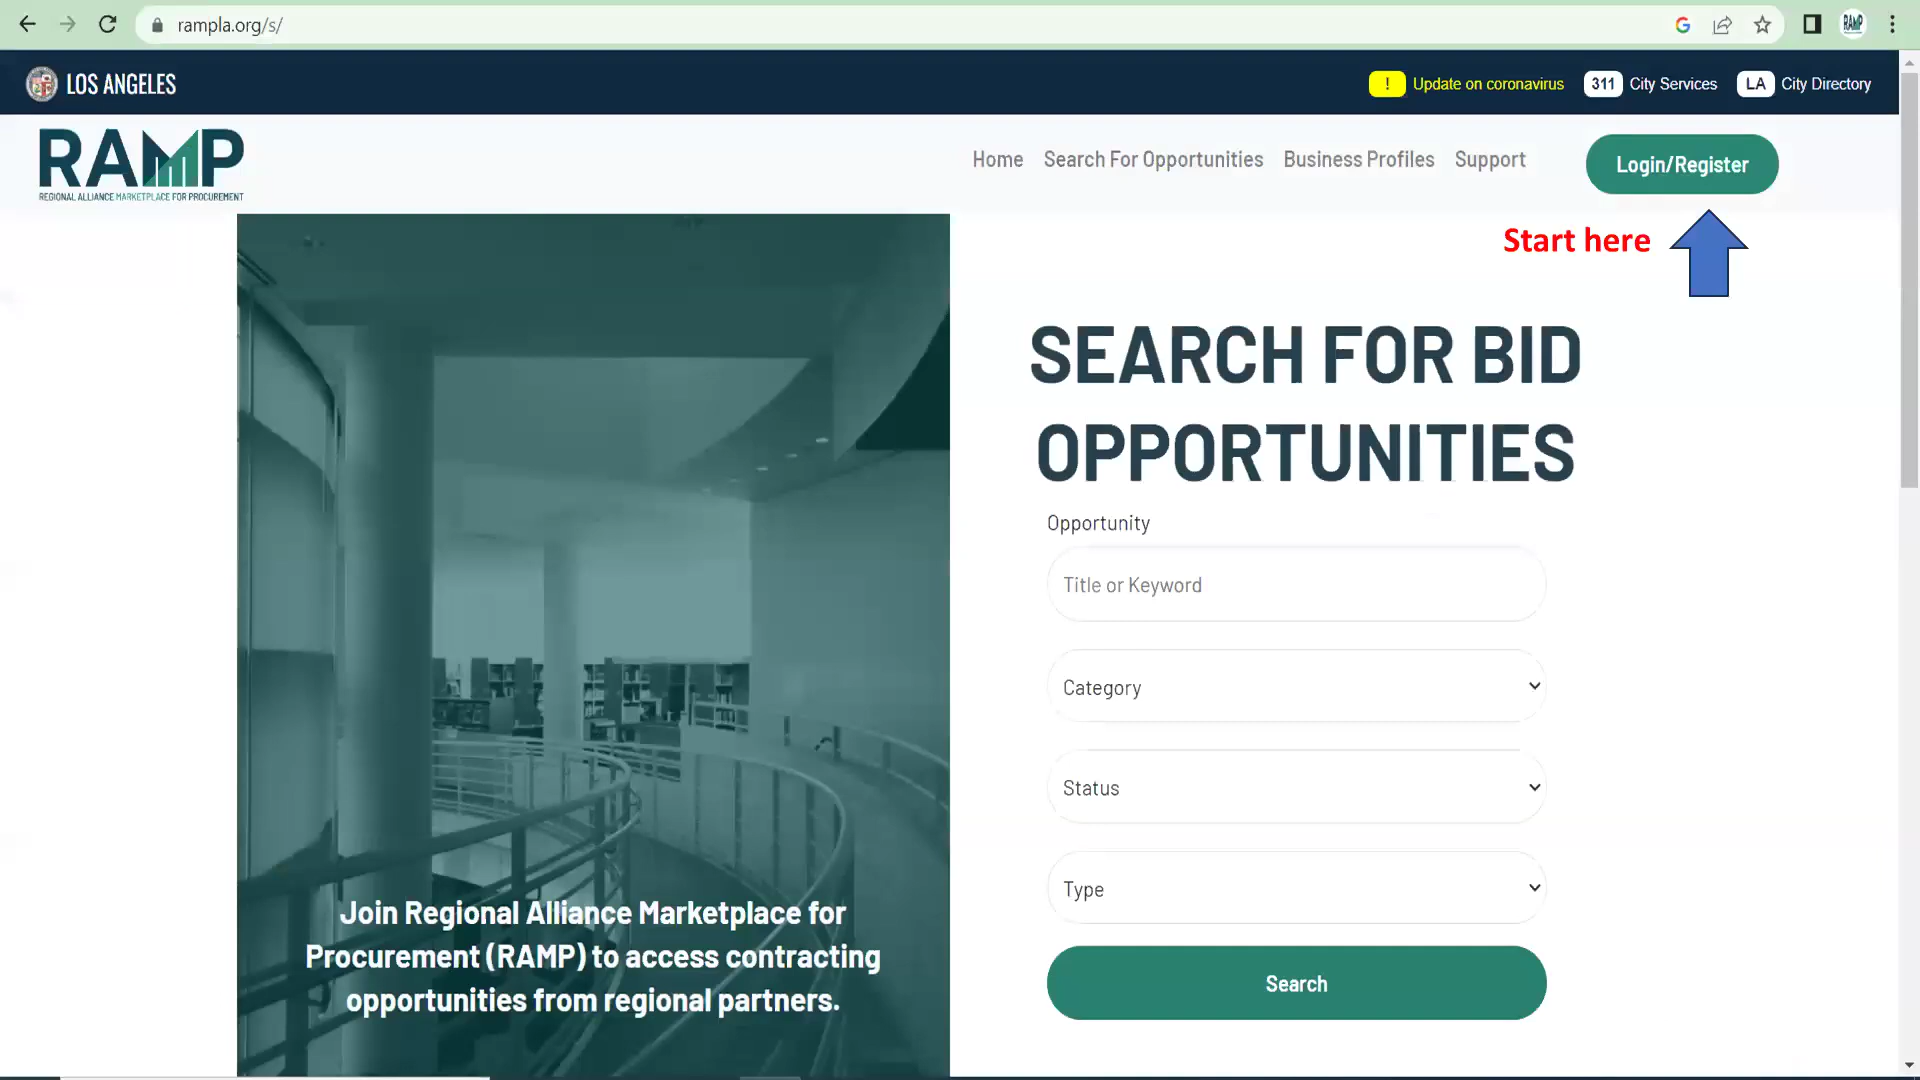 rampla.org/s/
RAMP
LOS ANGELES
! Update on coronavirus 311 City Services LA City Directory
RAMP
REGIONAL ALLIANCE MARKETPLACE FOR PROCUREMENT
Home Search For Opportunities Business Profiles Support Login/Register
Start here
SEARCH FOR BID
OPPORTUNITIES
Opportunity
Title or Keyword
Category
Status
Type
Search
Join Regional Alliance Marketplace for
Procurement (RAMP) to access contracting
opportunities from regional partners.